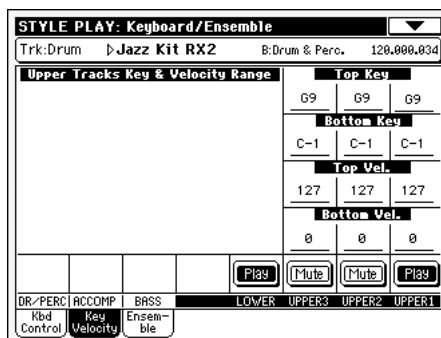 STYLE PLAY: Keyboard/Ensemble
Trk:Drum ▷Jazz Kit RX2 B:Drum & Perc. 120.000.034
Upper Tracks Key & Velocity Range
Top Key
G9 G9 G9
Bottom Key
C-1 C-1 C-1
Top Vel.
127 127 127
Bottom Vel.
0 0 0
Play Mute Mute Play
DR/PERC ACCOMP BASS LOWER UPPER3 UPPER2 UPPER1
Kbd Control
Key Velocity
Ensem-
ble